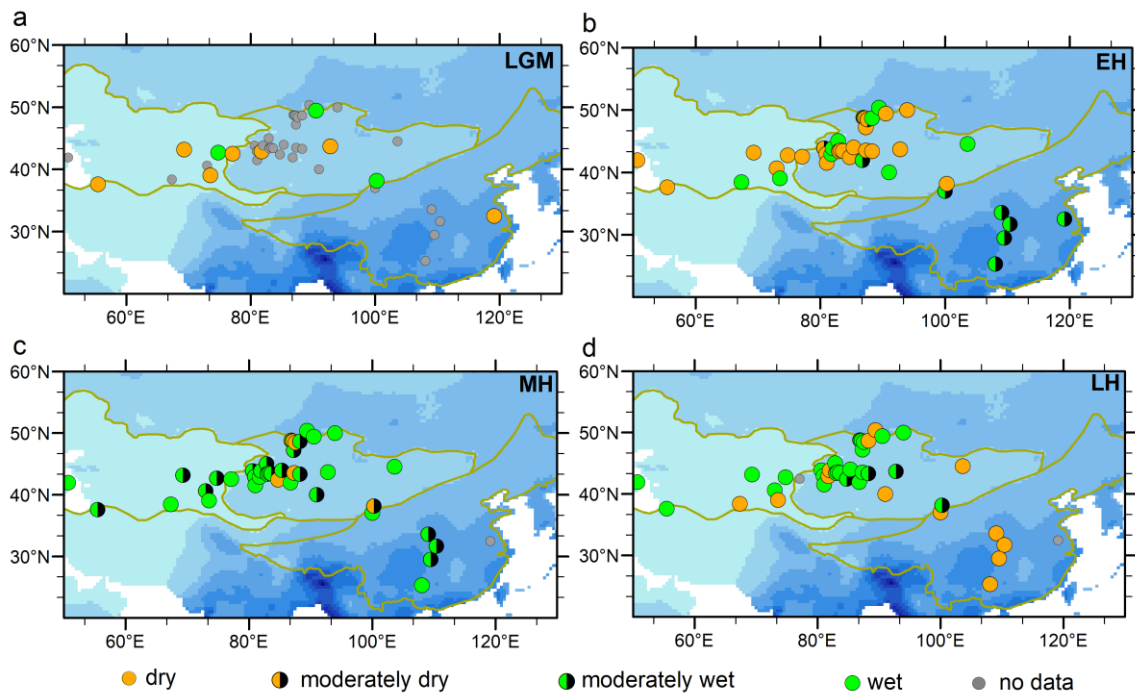 a
LGM
60°N
50°N
40°N
30°N
60°E 80°E 100°E 120°E
b
EH
60°N
50°N
40°N
30°N
60°E 80°E 100°E 120°E
c
MH
60°N
50°N
40°N
30°N
60°E 80°E 100°E 120°E
d
LH
60°N
50°N
40°N
30°N
60°E 80°E 100°E 120°E
dry moderately dry moderately wet wet no data